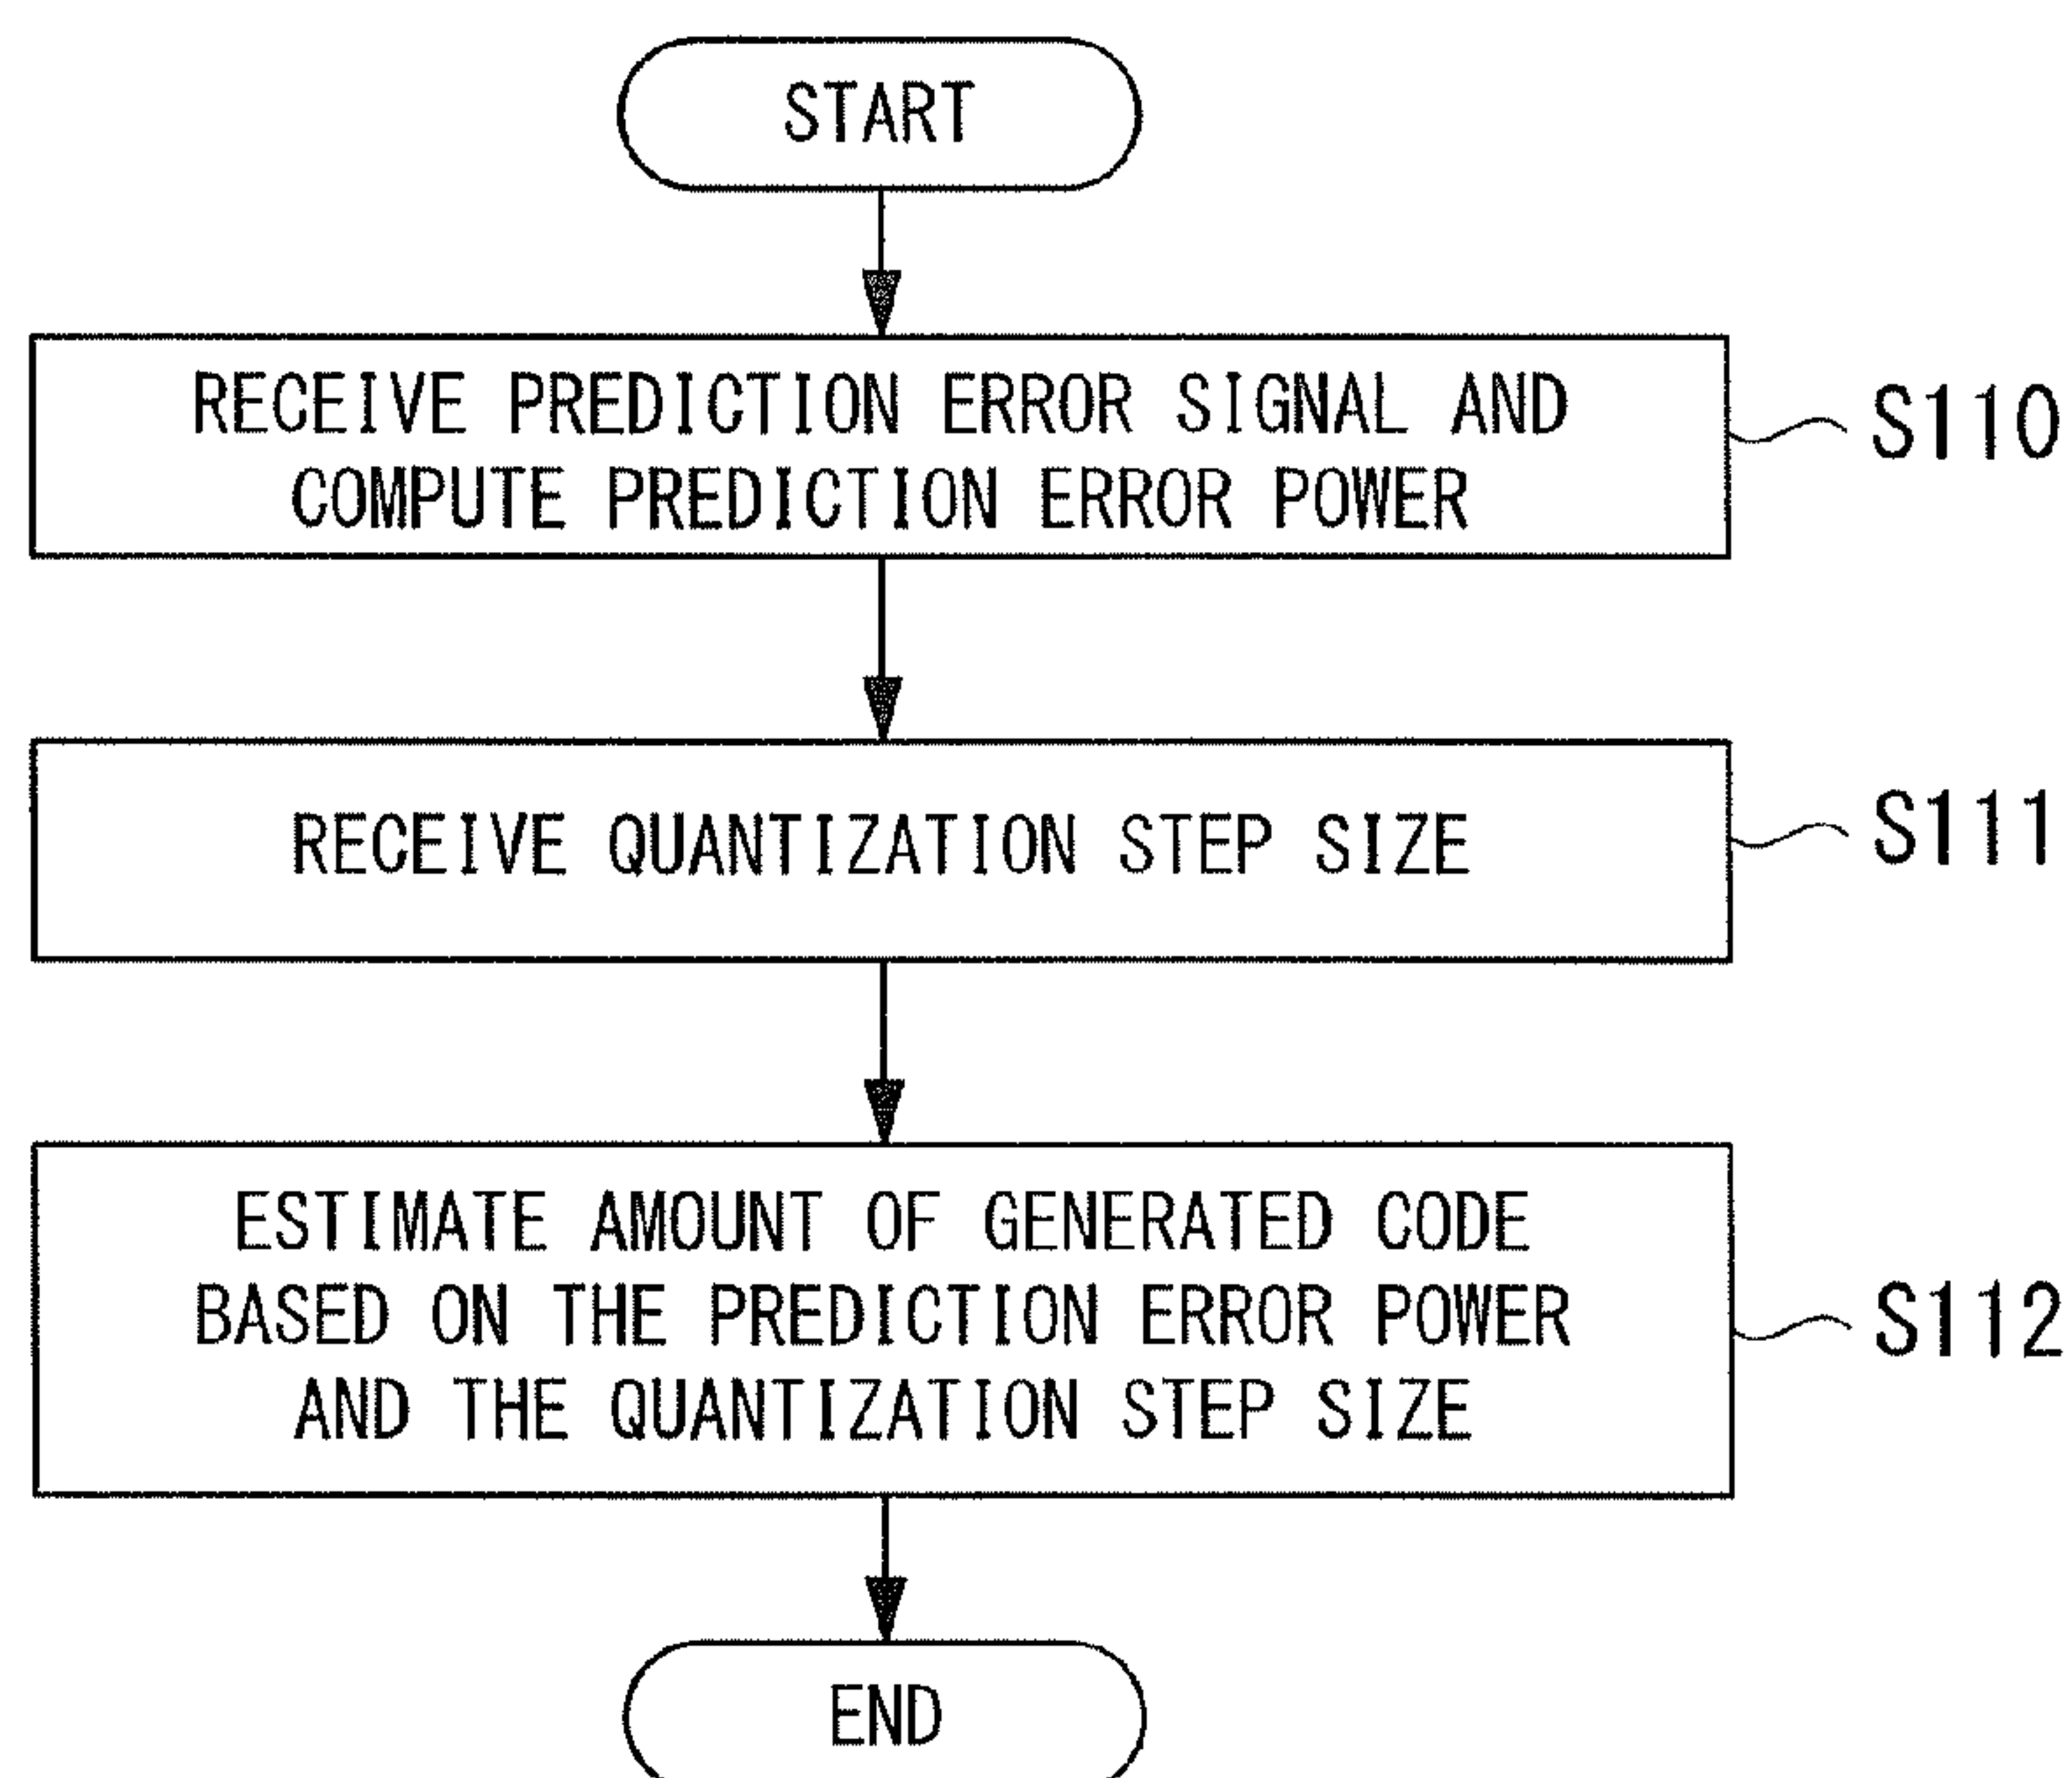 START
RECEIVE PREDICTION ERROR SIGNAL AND
COMPUTE PREDICTION ERROR POWER
S110
RECEIVE QUANTIZATION STEP SIZE
S111
ESTIMATE AMOUNT OF GENERATED CODE
BASED ON THE PREDICTION ERROR POWER
AND THE QUANTIZATION STEP SIZE
S112
END